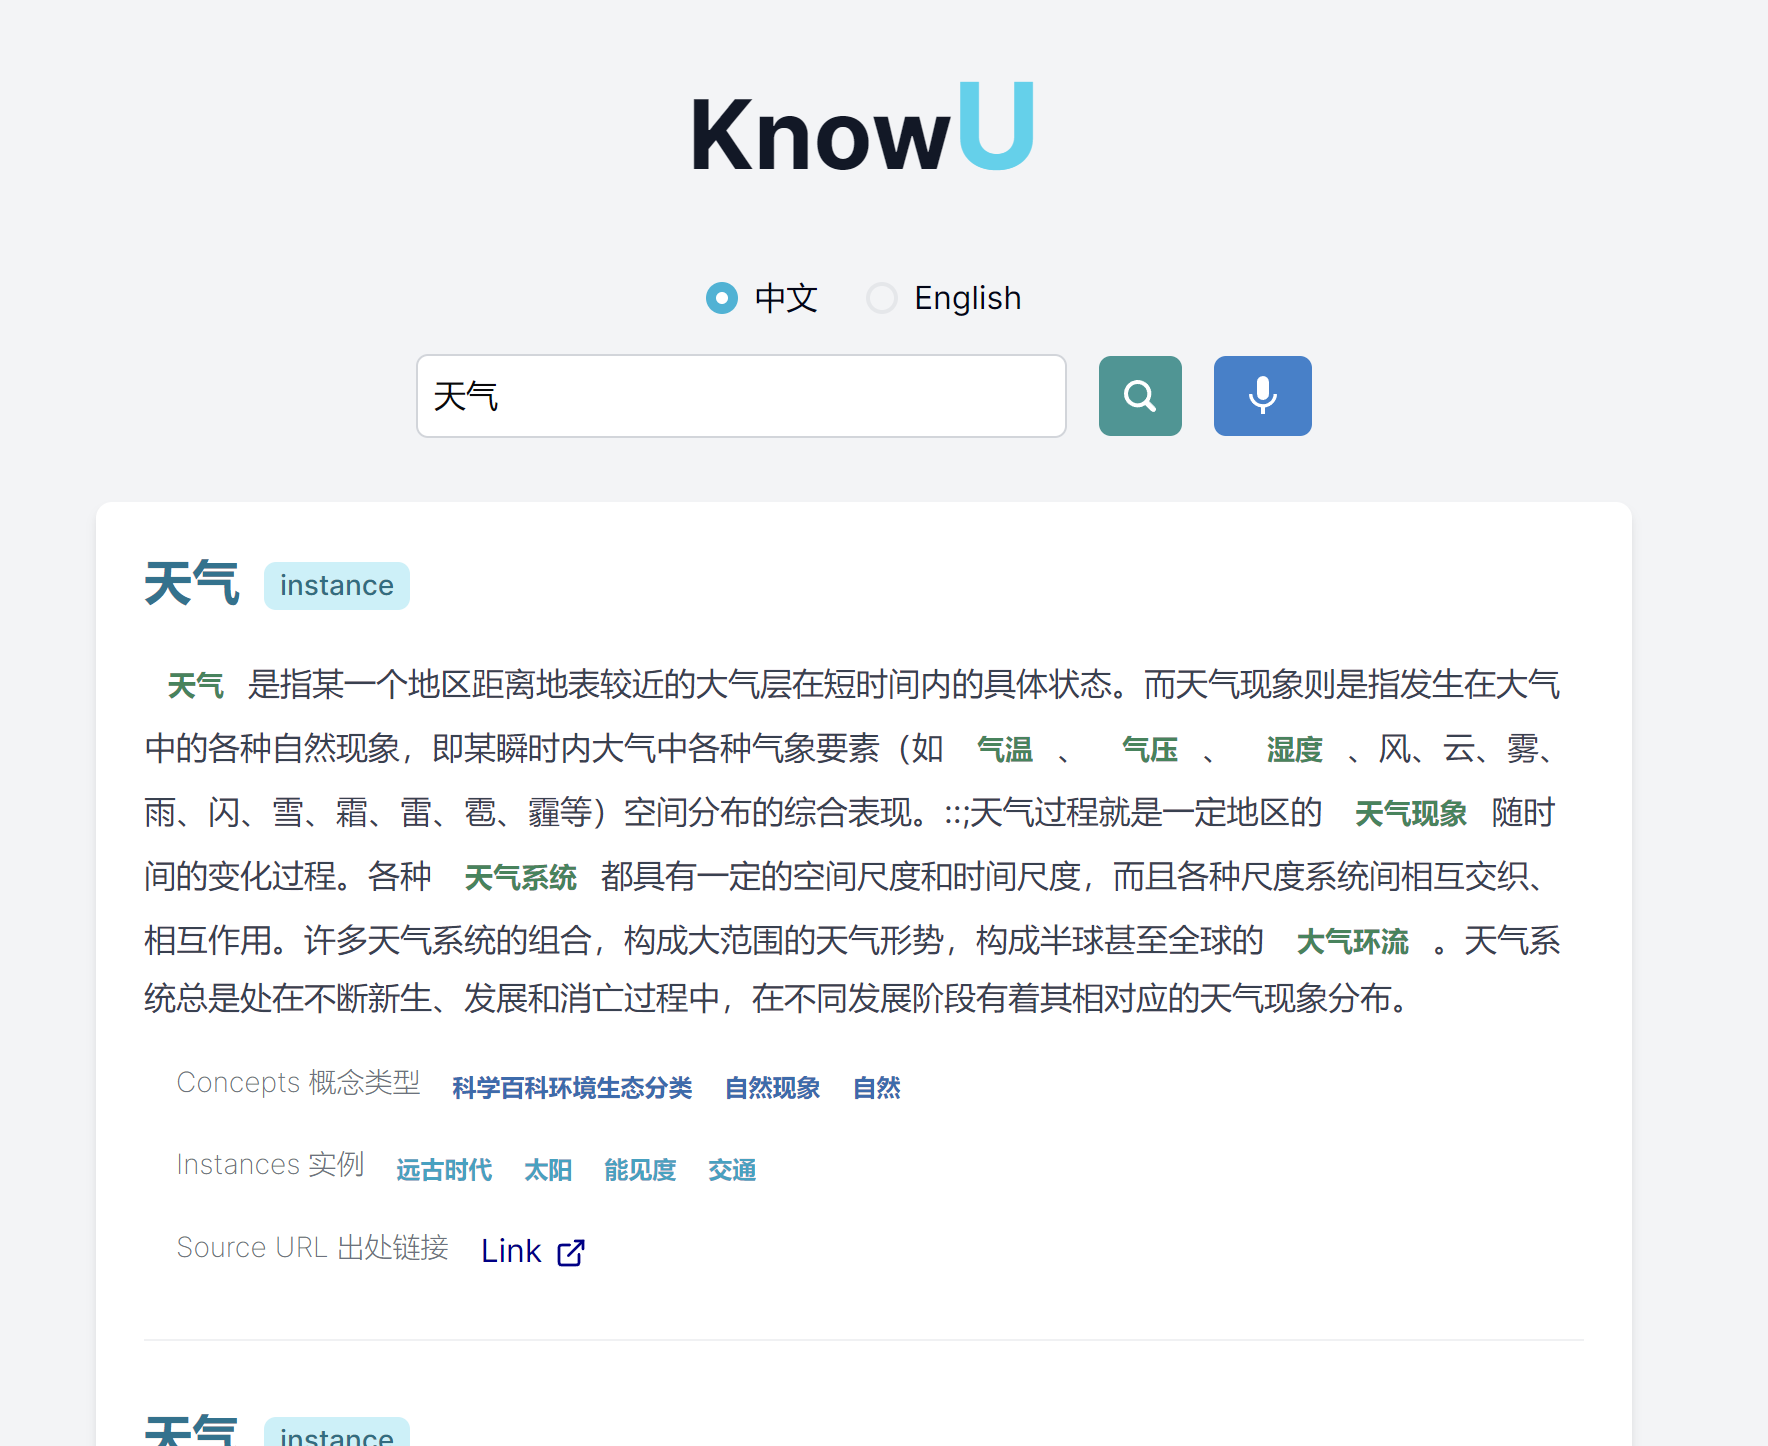 KnowU
中文 English
天气
天气 instance
天气 是指某一个地区距离地表较近的大气层在短时间内的具体状态。而天气现象则是指发生在大气
中的各种自然现象，即某瞬时内大气中各种气象要素（如 气温 、 气压 、 湿度 、风、云、雾、
雨、闪、雪、霜、雷、雹、霾等）空间分布的综合表现。::;天气过程就是一定地区的 天气现象 随时
间的变化过程。各种 天气系统 都具有一定的空间尺度和时间尺度，而且各种尺度系统间相互交织、
相互作用。许多天气系统的组合，构成大范围的天气形势，构成半球甚至全球的 大气环流 。天气系
统总是处在不断新生、发展和消亡过程中，在不同发展阶段有着其相对应的天气现象分布。
Concepts 概念类型 科学百科环境生态分类 自然现象 自然
Instances 实例 远古时代 太阳 能见度 交通
Source URL 出处链接 Link
天气 instance